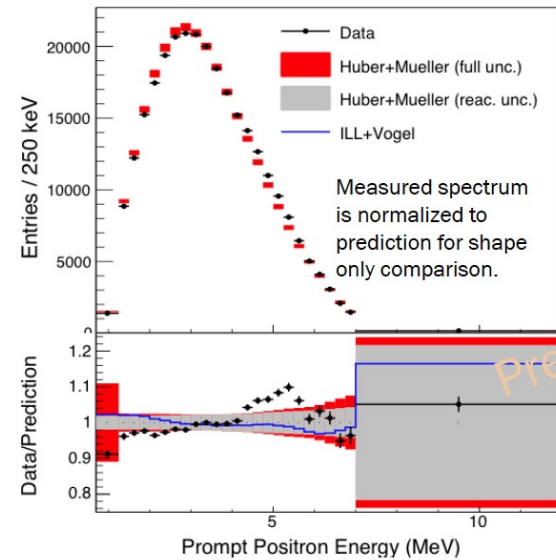 Data
Huber+Mueller (full unc.)
Huber+Mueller (reac. unc.)
ILL+Vogel
Measured spectrum
is normalized to
prediction for shape
only comparison.
Entries / 250 keV
20000
15000
10000
5000
0
Data/Prediction
1.2
1.1
1
0.9
0.8
Pre
5
10
Prompt Positron Energy (MeV)